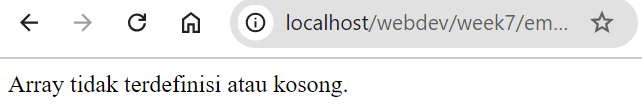 localhost/webdev/week7/em...
Array tidak terdefinisi atau kosong.